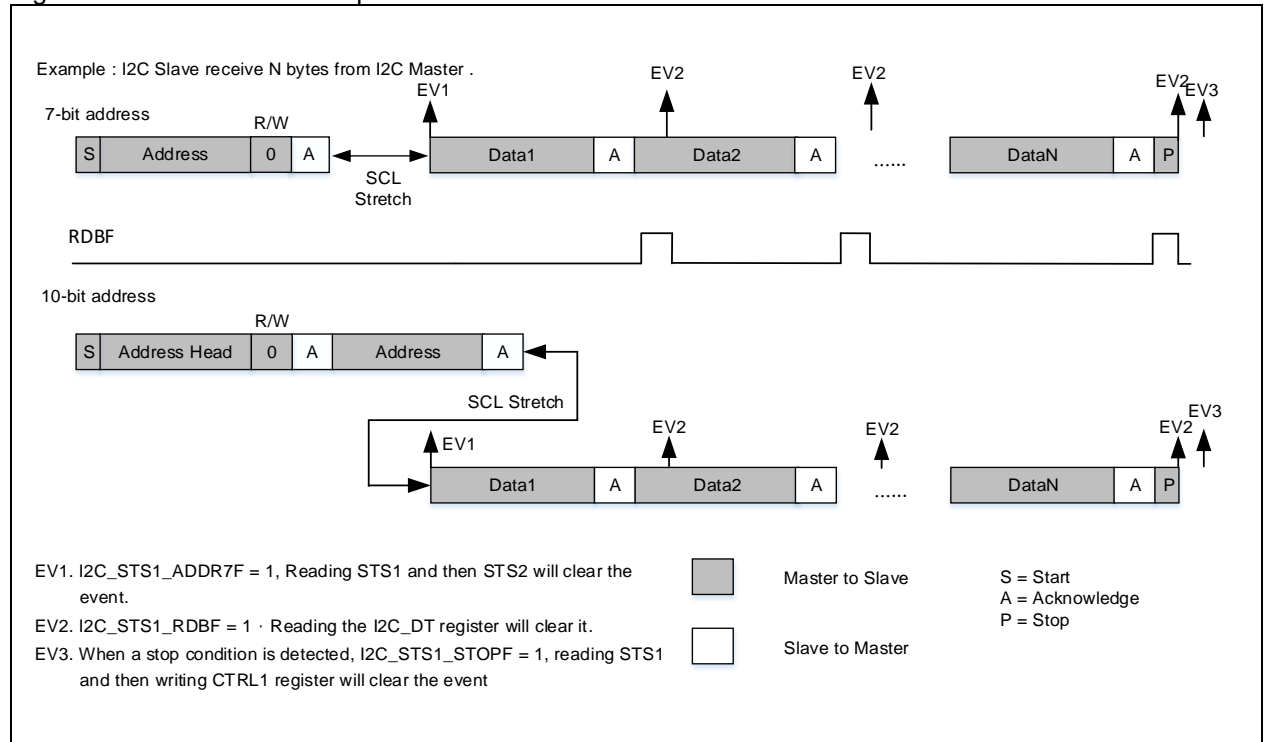 Example : I2C Slave receive N bytes from I2C Master .
EV1
EV2
EV2
EV2
EV3
7-bit address
R/W
S Address 0 A Data1 A Data2 A ...... DataN A P
SCL
Stretch
RDBF
10-bit address
R/W
S Address Head 0 A Address A
SCL Stretch
EV1
EV2
EV2
EV2
EV3
Data1 A Data2 A ...... DataN A P
EV1. I2C_STS1_ADDR7F = 1, Reading STS1 and then STS2 will clear the
event.
EV2. I2C_STS1_RDBF = 1 · Reading the I2C_DT register will clear it.
EV3. When a stop condition is detected, I2C_STS1_STOPF = 1, reading STS1
and then writing CTRL1 register will clear the event
Master to Slave
Slave to Master
S = Start
A = Acknowledge
P = Stop